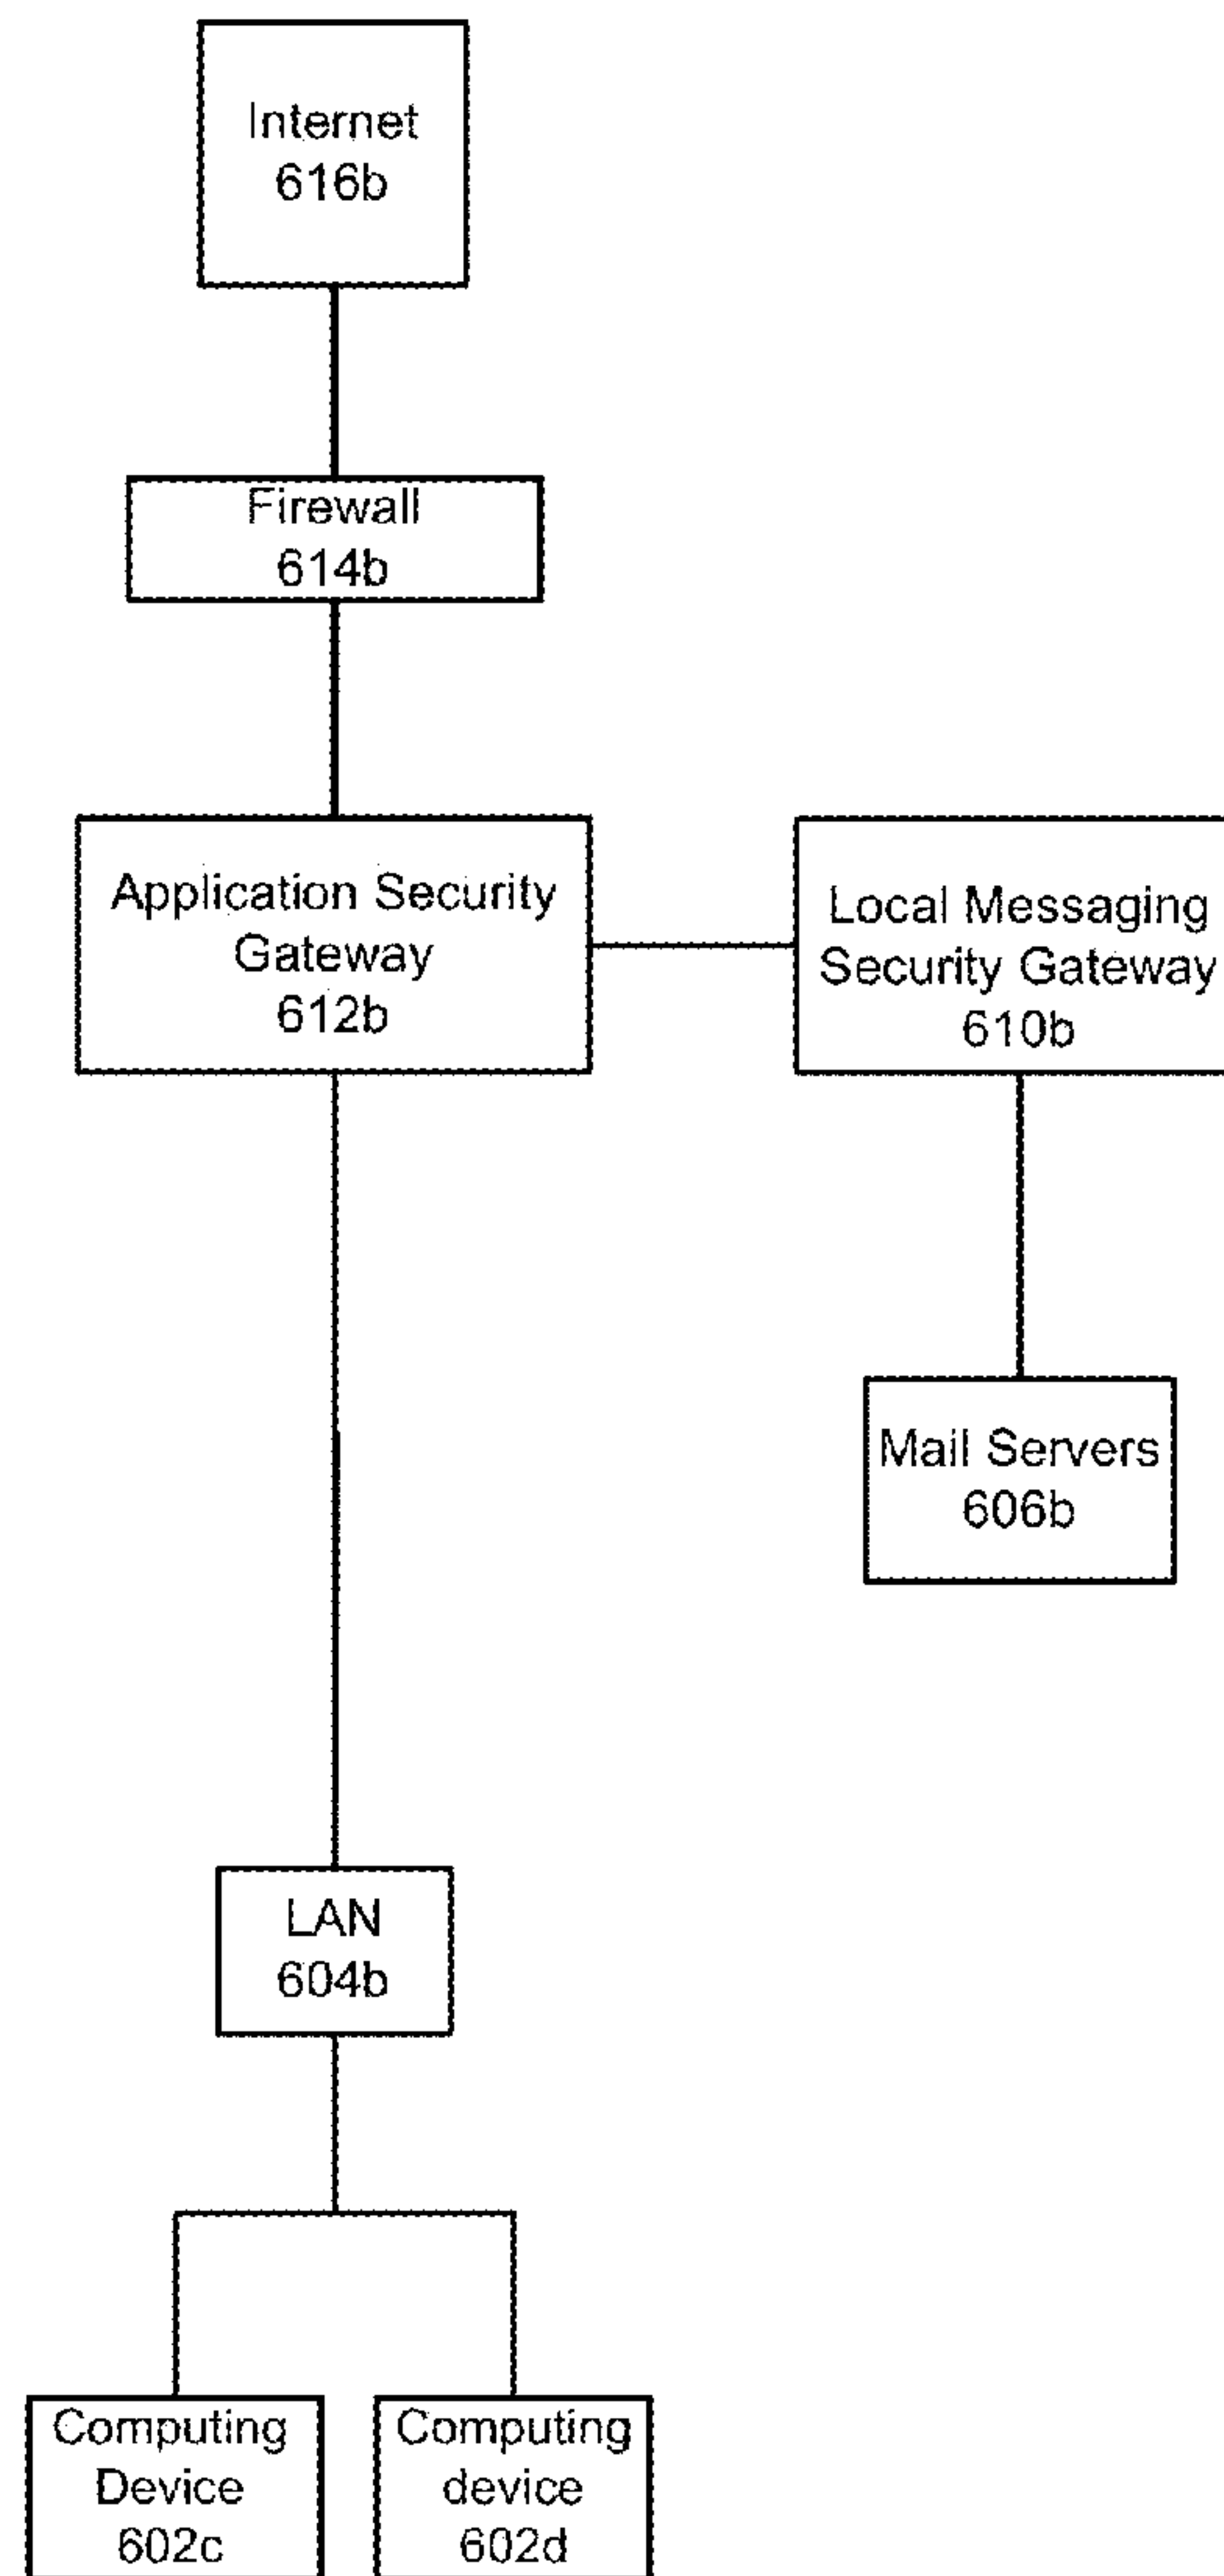 Internet
616b
Firewall
614b
Application Security
Gateway
612b
Local Messaging
Security Gateway
610b
Mail Servers
606b
LAN
604b
Computing
Device
602c
Computing
device
602d